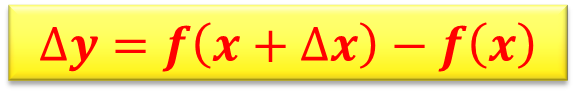 Δy = f(x + Δx) − f(x)